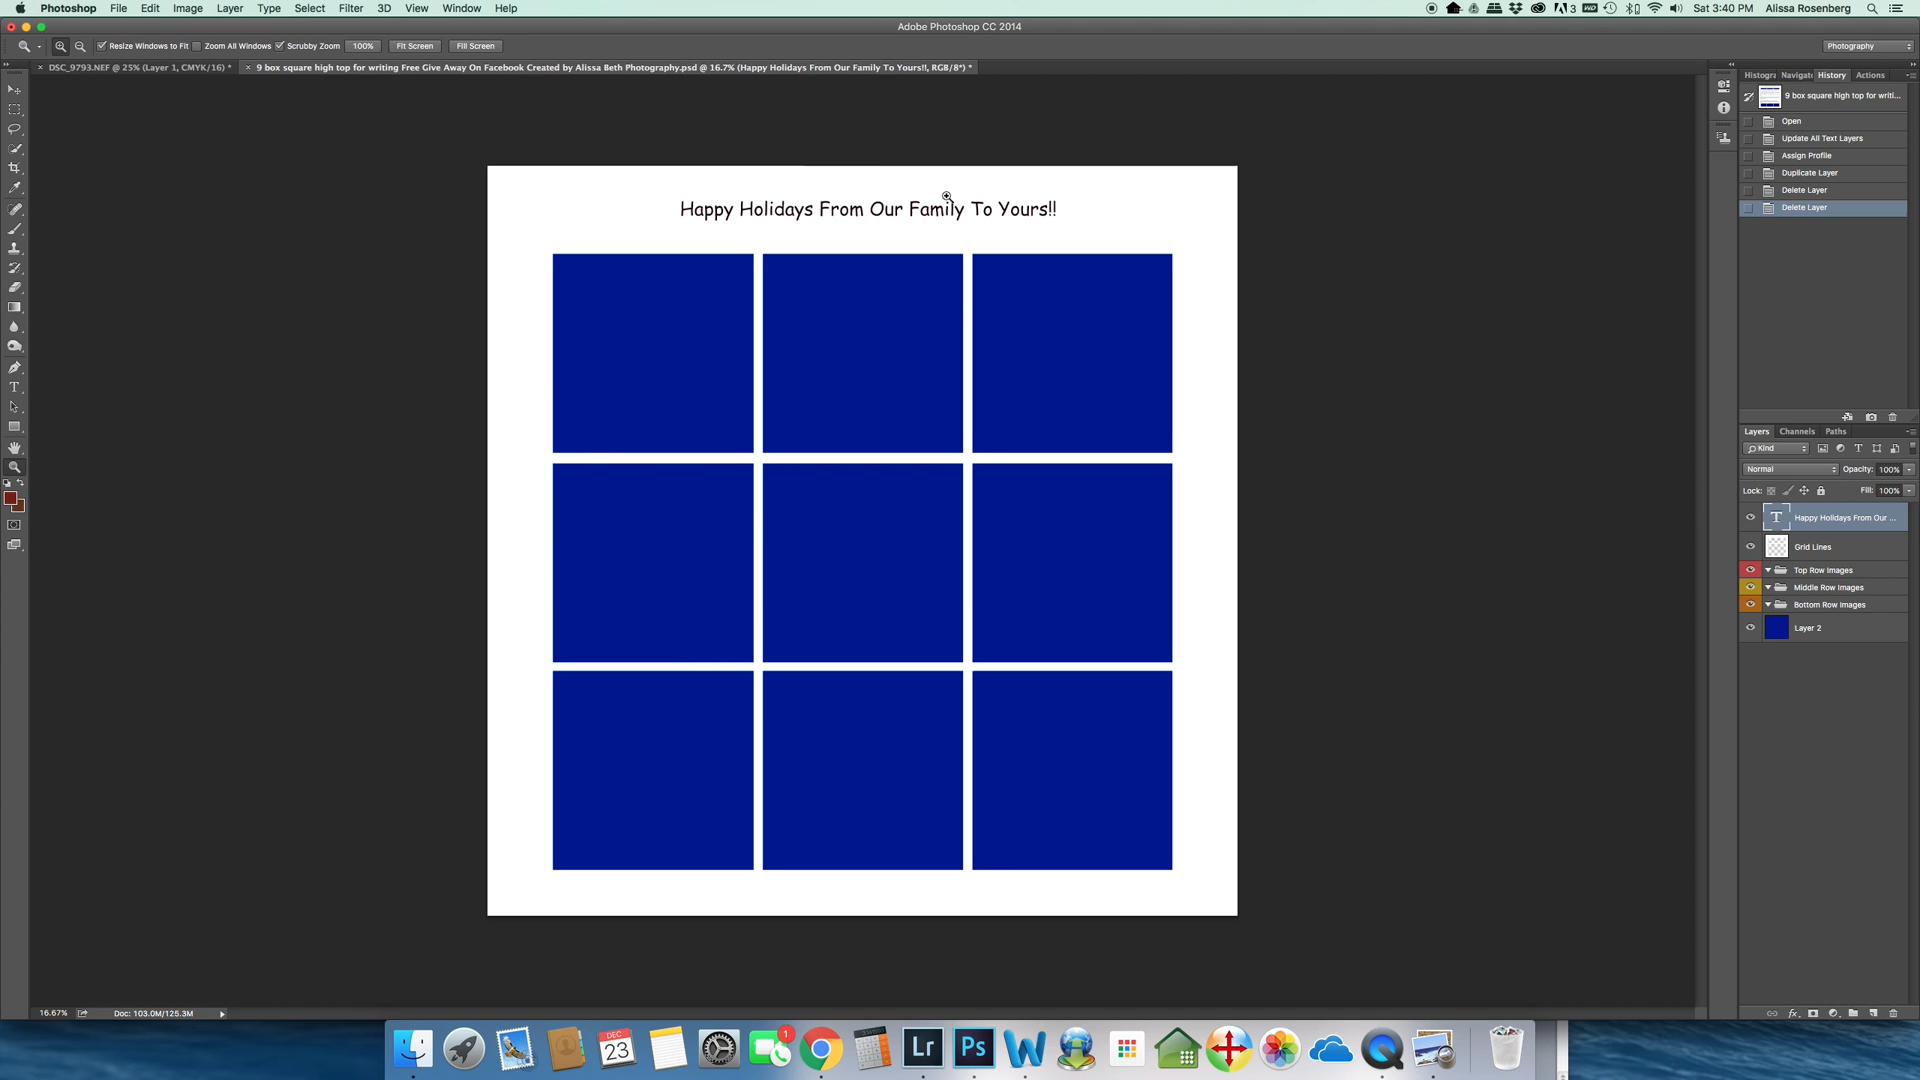 Photoshop File Edit Image Layer Type Select Filter 3D View Window Help
3 Sat 3:40 PM Alissa Rosenberg
Adobe Photoshop CC 2014
Resize Windows to Fit Zoom All Windows Scrubby Zoom 100% Fit Screen Fill Screen
Photography
DSC_9793.NEF @ 25% (Layer 1, CMYK/16) *
9 box square high top for writing Free Give Away On Facebook Created by Alissa Beth Photography.psd @ 16.7% (Happy Holidays From Our Family To Yours!!, RGB/8*) *
Histogra Navigate History Actions
9 box square high top for writi...
Open
Update All Text Layers
Assign Profile
Duplicate Layer
Delete Layer
Delete Layer
Happy Holidays From Our Family To Yours!!
Layers Channels Paths
Kind
Normal Opacity: 100%
Lock: Fill: 100%
Happy Holidays From Our ...
Grid Lines
Top Row Images
Middle Row Images
Bottom Row Images
Layer 2
16.67% Doc: 103.0M/125.3M
DEC
23
1
Lr
Ps
W